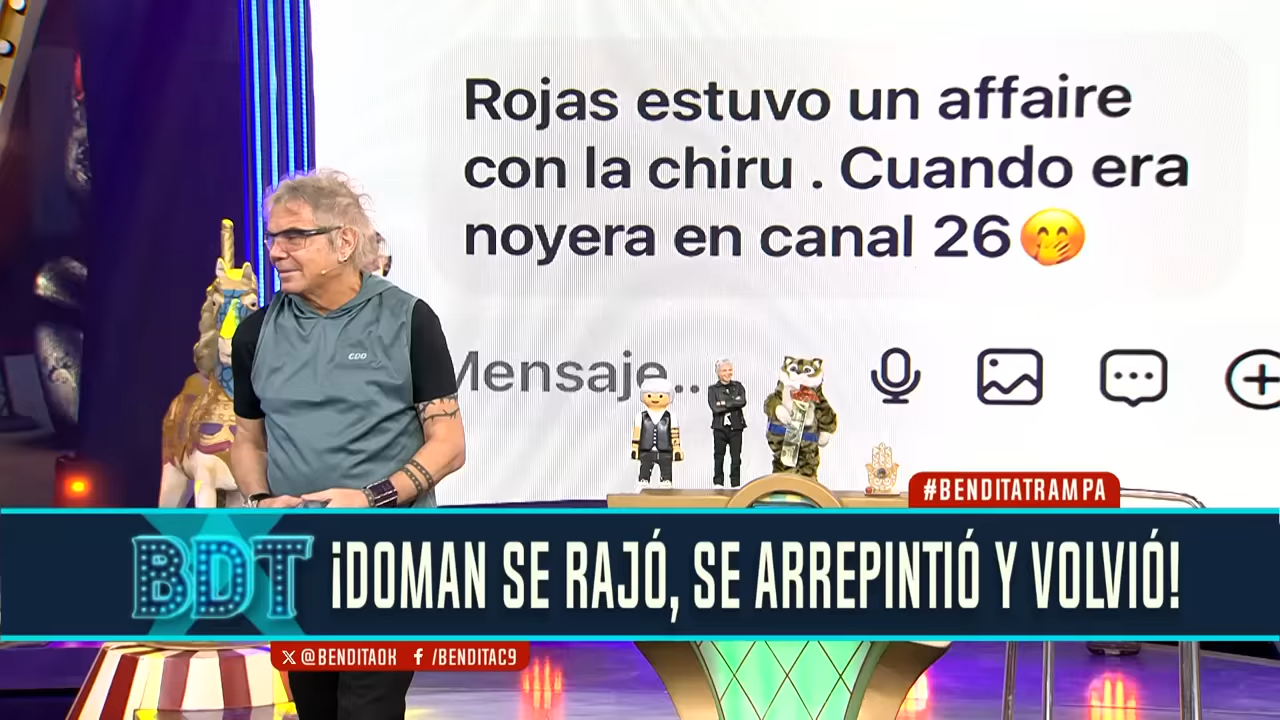 Rojas estuvo un affaire
con la chiru . Cuando era
noyera en canal 26🤭
Mensaje...
CDO
#BENDITATRAMPA
BDT
¡DOMAN SE RAJÓ, SE ARREPINTIÓ Y VOLVIÓ!
@BENDITAOK /BENDITAC9